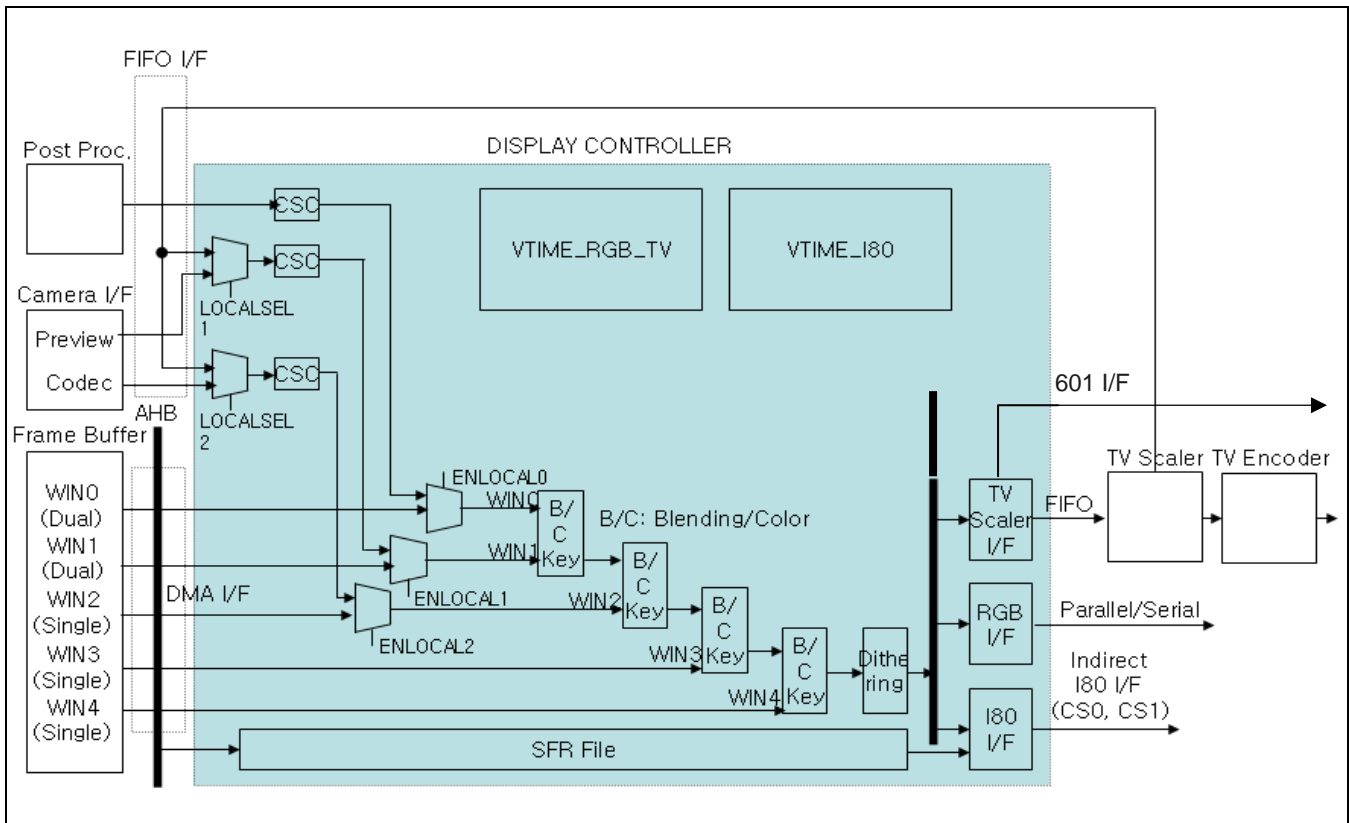 FIFO I/F
Post Proc.
DISPLAY CONTROLLER
CSC
VTIME_RGB_TV
VTIME_I80
CSC
Camera I/F
LOCALSEL
1
Preview
Codec
CSC
601 I/F
AHB
LOCALSEL
2
Frame Buffer
TV Scaler
TV Encoder
WIN0
(Dual)
WIN1
(Dual)
WIN2
(Single)
WIN3
(Single)
WIN4
(Single)
DMA I/F
ENLOCAL0
WIN0
B/
C
Key
B/C: Blending/Color
ENLOCAL1
WIN1
B/
C
Key
ENLOCAL2
WIN2
B/
C
Key
WIN3
B/
C
Key
WIN4
Dithe
ring
TV
Scaler
I/F
FIFO
RGB
I/F
Parallel/Serial
Indirect
I80 I/F
(CS0, CS1)
I80
I/F
SFR File